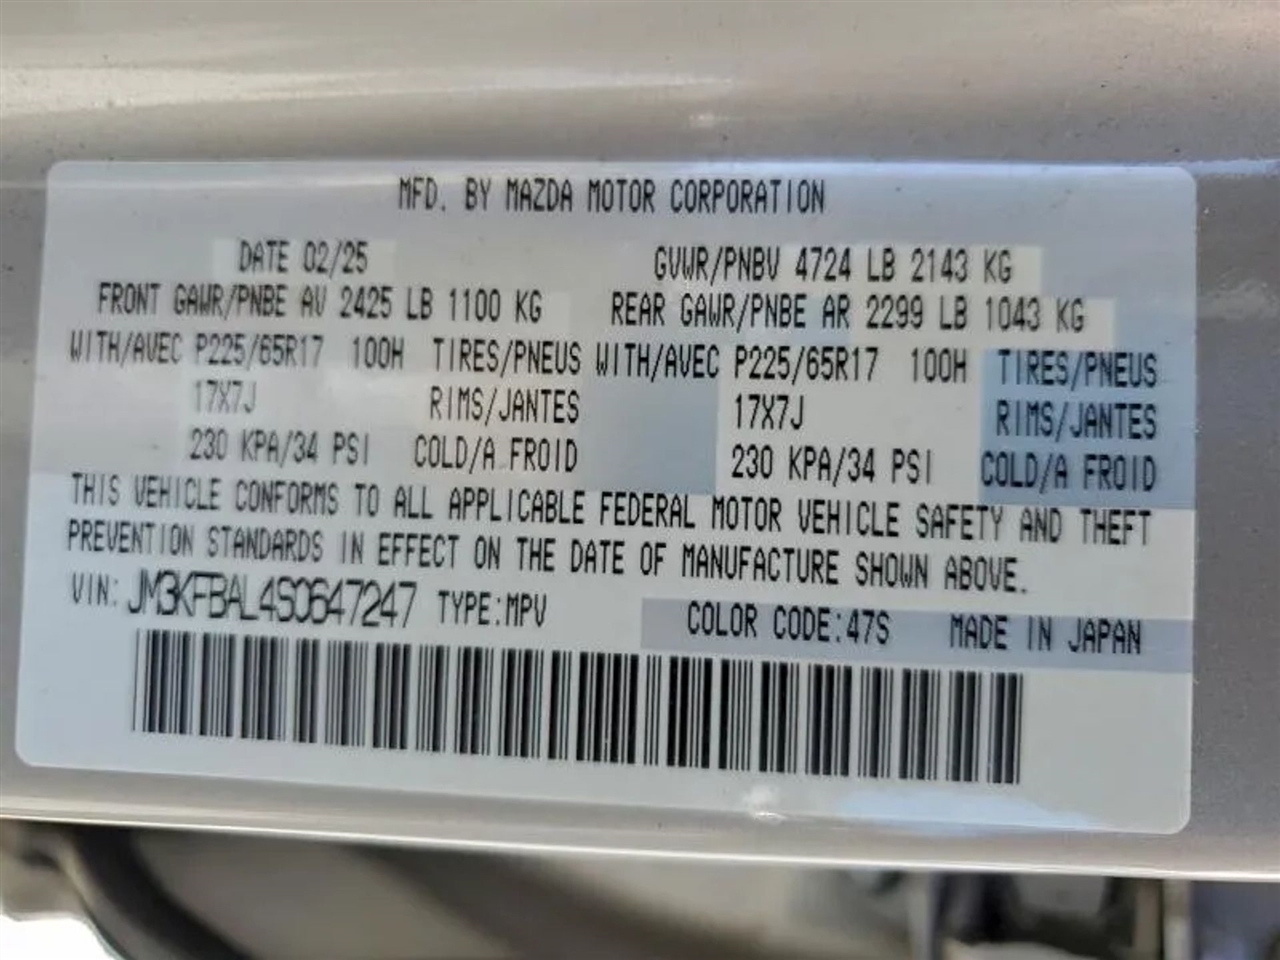 MFD. BY MAZDA MOTOR CORPORATION
DATE 02/25 GVWR/PNBV 4724 LB 2143 KG
FRONT GAWR/PNBE AV 2425 LB 1100 KG REAR GAWR/PNBE AR 2299 LB 1043 KG
WITH/AVEC P225/65R17 100H TIRES/PNEUS WITH/AVEC P225/65R17 100H TIRES/PNEUS
17X7J RIMS/JANTES 17X7J RIMS/JANTES
230 KPA/34 PSI COLD/A FROID 230 KPA/34 PSI COLD/A FROID
THIS VEHICLE CONFORMS TO ALL APPLICABLE FEDERAL MOTOR VEHICLE SAFETY AND THEFT
PREVENTION STANDARDS IN EFFECT ON THE DATE OF MANUFACTURE SHOWN ABOVE.
VIN: JM3KFBAL4S0647247 TYPE:MPV COLOR CODE:47S MADE IN JAPAN